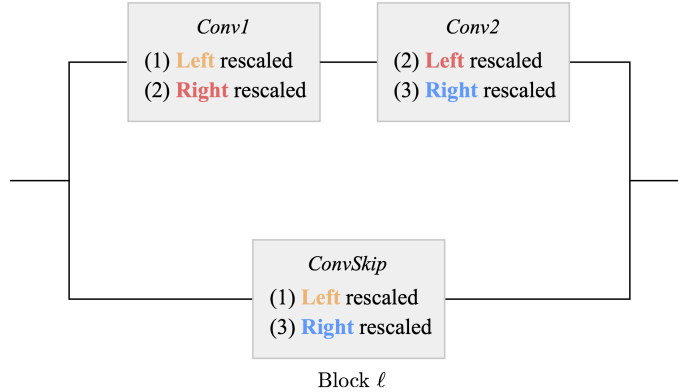 Conv1
(1) Left rescaled
(2) Right rescaled
Conv2
(2) Left rescaled
(3) Right rescaled
ConvSkip
(1) Left rescaled
(3) Right rescaled
Block ℓ